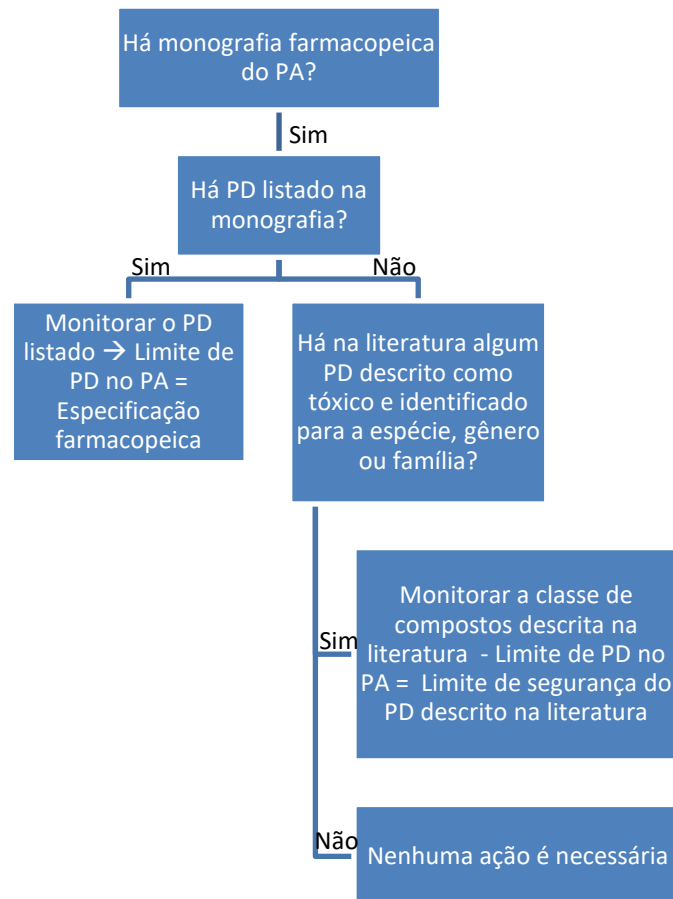 Há monografia farmacopeica
do PA?
Sim
Há PD listado na
monografia?
Sim
Não
Monitorar o PD
listado → Limite de
PD no PA =
Especificação
farmacopeica
Há na literatura algum
PD descrito como
tóxico e identificado
para a espécie, gênero
ou família?
Sim
Monitorar a classe de
compostos descrita na
literatura - Limite de PD no
PA = Limite de segurança do
PD descrito na literatura
Não
Nenhuma ação é necessária